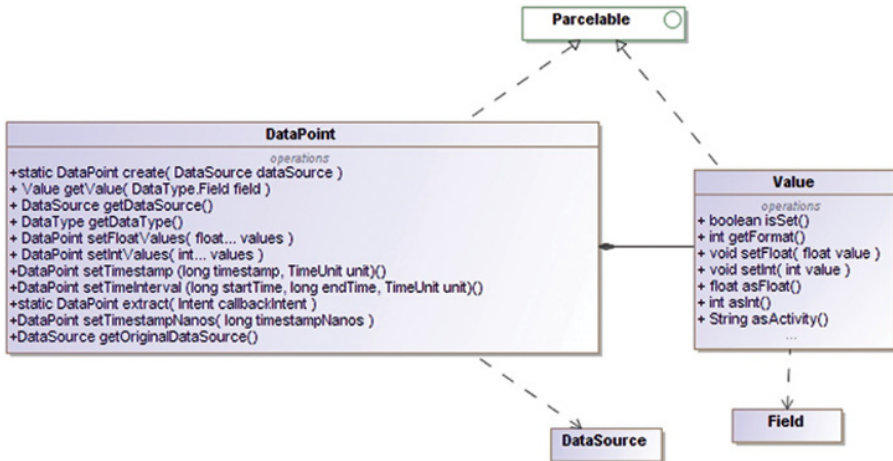 Parcelable
DataPoint
operations
+static DataPoint create( DataSource dataSource )
+ Value getValue( DataType.Field field )
+ DataSource getDataSource()
+ DataType getDataType()
+ DataPoint setFloatValues( float... values )
+ DataPoint setIntValues( int... values )
+DataPoint setTimestamp (long timestamp, TimeUnit unit)()
+DataPoint setTimeInterval (long startTime, long endTime, TimeUnit unit)()
+static DataPoint extract( Intent callbackIntent )
+DataPoint setTimestampNanos( long timestampNanos )
+DataSource getOriginalDataSource()
Value
operations
+ boolean isSet()
+ int getFormat()
+ void setFloat( float value )
+ void setInt( int value )
+ float asFloat()
+ int asInt()
+ String asActivity()
...
DataSource
Field